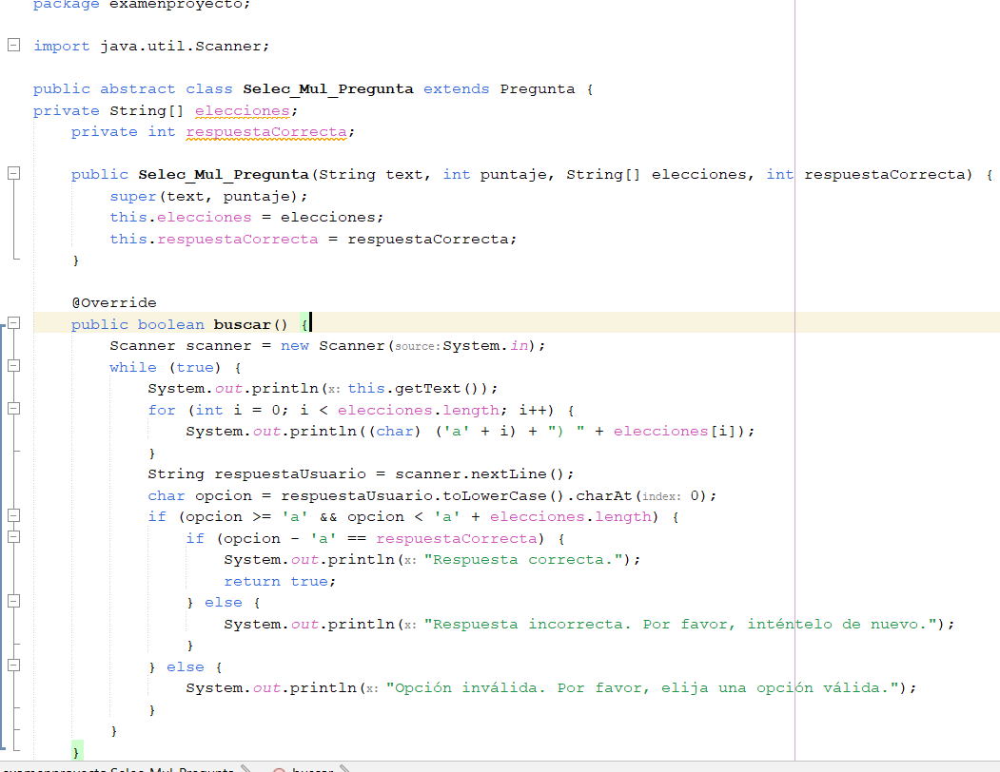 package examenproyecto;
import java.util.Scanner;
public abstract class Selec_Mul_Pregunta extends Pregunta {
private String[] elecciones;
private int respuestaCorrecta;
public Selec_Mul_Pregunta(String text, int puntaje, String[] elecciones, int respuestaCorrecta) {
super(text, puntaje);
this.elecciones = elecciones;
this.respuestaCorrecta = respuestaCorrecta;
}
@Override
public boolean buscar() {
Scanner scanner = new Scanner(source:System.in);
while (true) {
System.out.println(x: this.getText());
for (int i = 0; i < elecciones.length; i++) {
System.out.println((char) ('a' + i) + ") " + elecciones[i]);
}
String respuestaUsuario = scanner.nextLine();
char opcion = respuestaUsuario.toLowerCase().charAt(index: 0);
if (opcion >= 'a' && opcion < 'a' + elecciones.length) {
if (opcion - 'a' == respuestaCorrecta) {
System.out.println(x: "Respuesta correcta.");
return true;
} else {
System.out.println(x: "Respuesta incorrecta. Por favor, inténtelo de nuevo.");
}
} else {
System.out.println(x: "Opción inválida. Por favor, elija una opción válida.");
}
}
}
examenproyecto.Selec_Mul_Pregunta
buscar